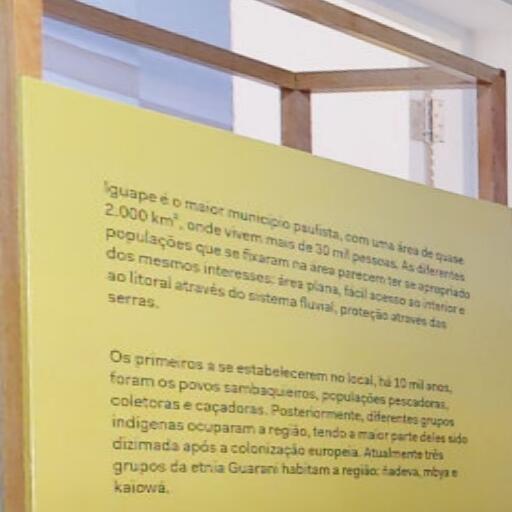 Iguape é o maior município paulista, com uma área de quase
2.000 km², onde vivem mais de 30 mil pessoas. As diferentes
populações que se fixaram na área parecem ter se apropriado
dos mesmos interesses: área plana, fácil acesso ao interior e
ao litoral através do sistema fluvial, proteção através das
serras.
Os primeiros a se estabelecerem no local, há 10 mil anos,
foram os povos sambaquieiros, populações pescadoras,
coletoras e caçadoras. Posteriormente, diferentes grupos
indígenas ocuparam a região, tendo a maior parte deles sido
dizimada após a colonização europeia. Atualmente três
grupos da etnia Guarani habitam a região: ñadeva, mbya e
kaiowá.